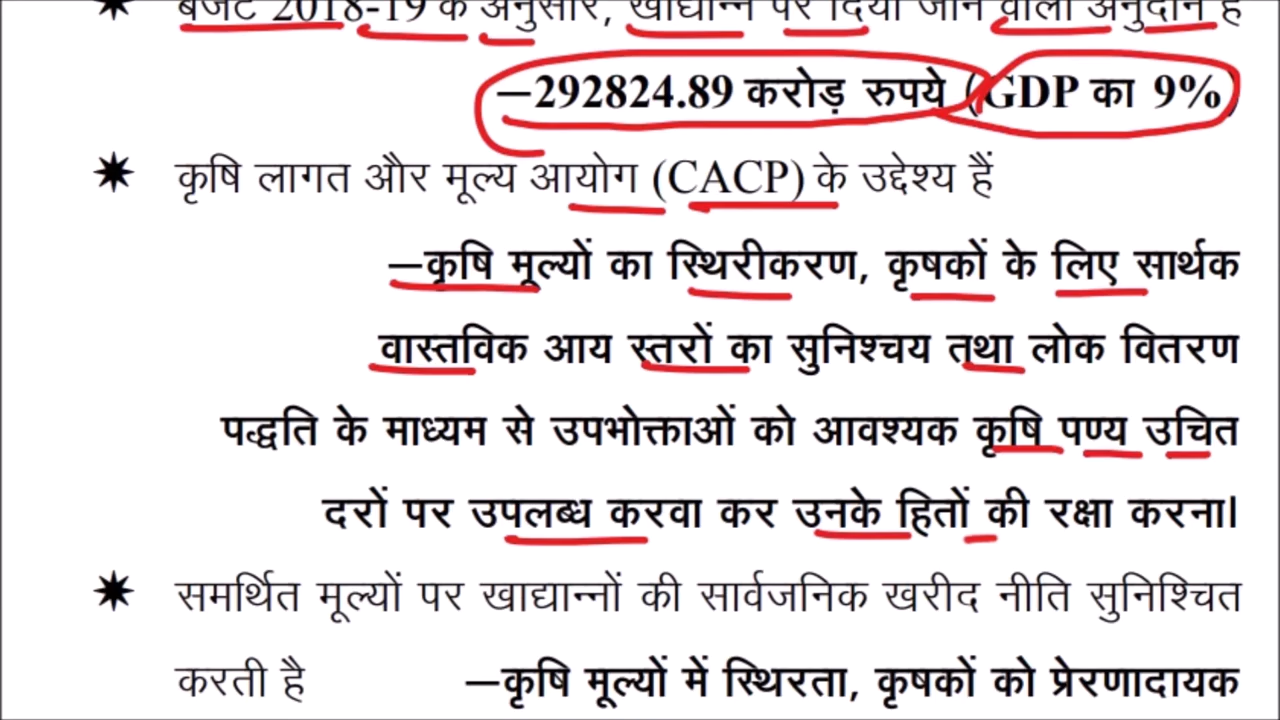 ✷ बजट 2018-19 के अनुसार, खाद्यान्न पर दिया जाने वाला अनुदान है
—292824.89 करोड़ रुपये (GDP का 9%)
✷ कृषि लागत और मूल्य आयोग (CACP) के उद्देश्य हैं
—कृषि मूल्यों का स्थिरीकरण, कृषकों के लिए सार्थक
वास्तविक आय स्तरों का सुनिश्चय तथा लोक वितरण
पद्धति के माध्यम से उपभोक्ताओं को आवश्यक कृषि पण्य उचित
दरों पर उपलब्ध करवा कर उनके हितों की रक्षा करना।
✷ समर्थित मूल्यों पर खाद्यान्नों की सार्वजनिक खरीद नीति सुनिश्चित
करती है —कृषि मूल्यों में स्थिरता, कृषकों को प्रेरणादायक